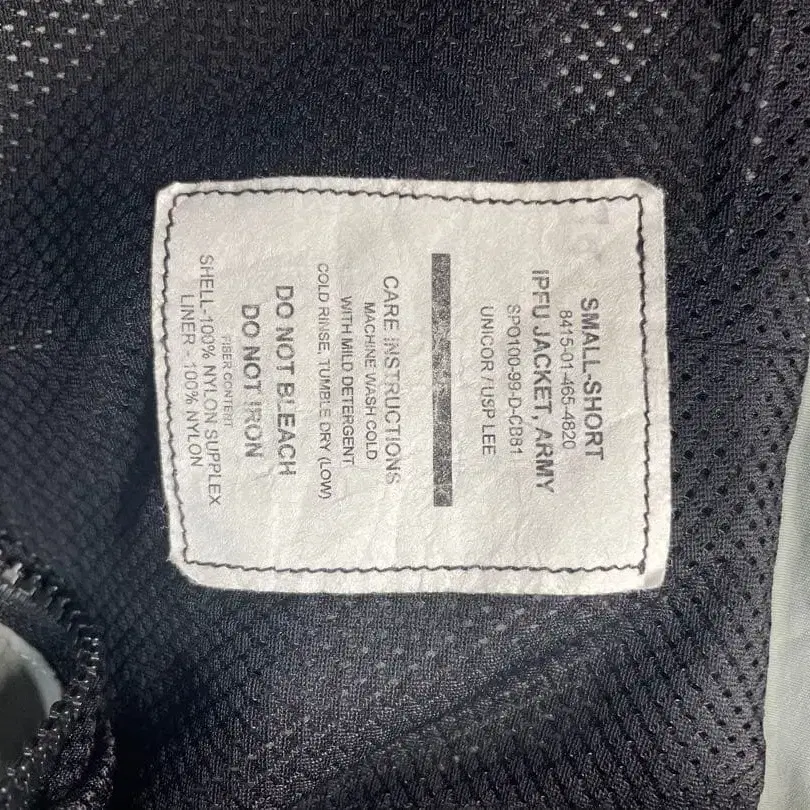 SMALL-SHORT
8415-01-465-4820
IPFU JACKET, ARMY
SP0100-99-D-CB81
UNICOR / USP LEE
CARE INSTRUCTIONS
MACHINE WASH COLD
WITH MILD DETERGENT
COLD RINSE, TUMBLE DRY (LOW)
DO NOT BLEACH
DO NOT IRON
FIBER CONTENT
SHELL-100% NYLON SUPPLEX
LINER - 100% NYLON